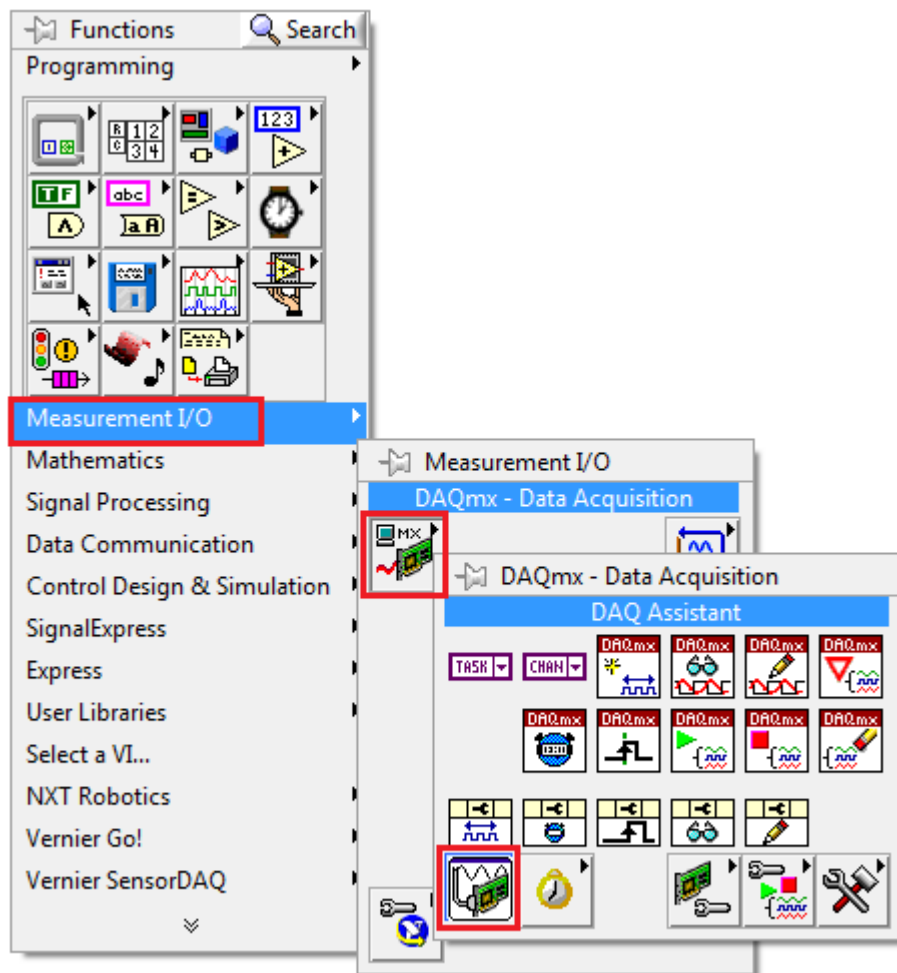 Functions
Search
Programming
1 2
3 4
123
T F
abc
a A
Measurement I/O
Mathematics
Signal Processing
Data Communication
Control Design & Simulation
SignalExpress
Express
User Libraries
Select a VI...
NXT Robotics
Vernier Go!
Vernier SensorDAQ
Measurement I/O
DAQmx - Data Acquisition
MX
DAQmx - Data Acquisition
DAQ Assistant
TASK CHAN DAQmx DAQmx DAQmx DAQmx
DAQmx DAQmx DAQmx DAQmx DAQmx